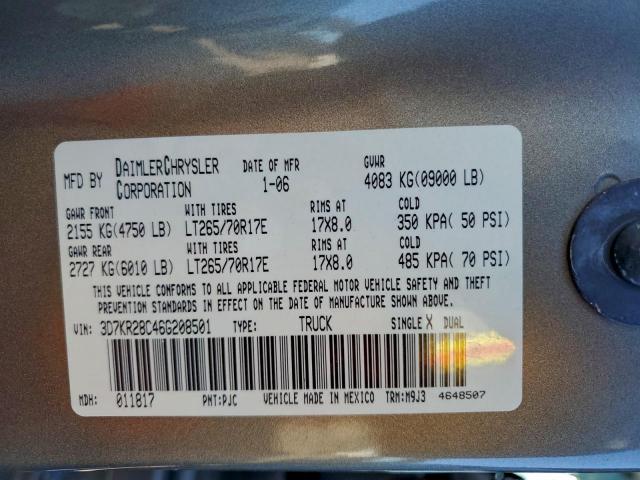 MFD BY DAIMLERCHRYSLER CORPORATION DATE OF MFR 1-06 GVWR 4083 KG(09000 LB)
GAWR FRONT WITH TIRES RIMS AT COLD
2155 KG(4750 LB) LT265/70R17E 17X8.0 350 KPA( 50 PSI)
GAWR REAR WITH TIRES RIMS AT COLD
2727 KG(6010 LB) LT265/70R17E 17X8.0 485 KPA( 70 PSI)
THIS VEHICLE CONFORMS TO ALL APPLICABLE FEDERAL MOTOR VEHICLE SAFETY AND THEFT
PREVENTION STANDARDS IN EFFECT ON THE DATE OF MANUFACTURE SHOWN ABOVE.
VIN: 3D7KR28C46G208501 TYPE: TRUCK SINGLE X DUAL
MDH: 011817 PNT:PJC VEHICLE MADE IN MEXICO TRM:M9J3 4648507